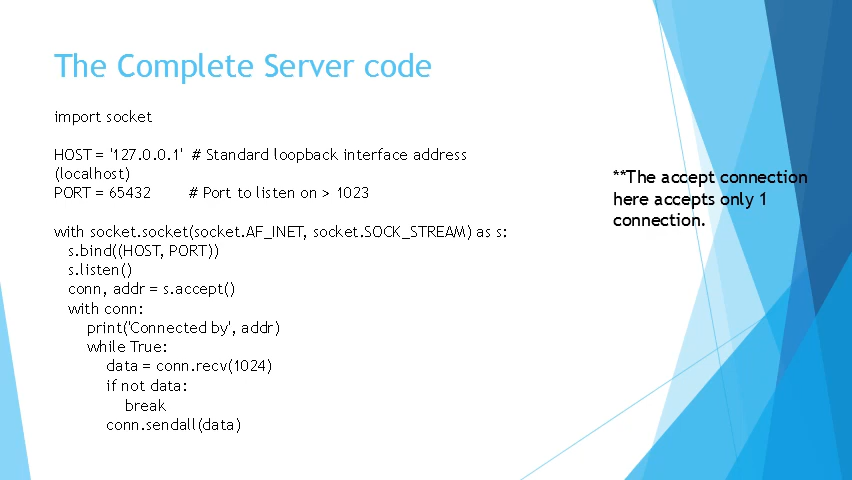 The Complete Server code
import socket
HOST = '127.0.0.1'  # Standard loopback interface address
(localhost)
PORT = 65432        # Port to listen on > 1023
with socket.socket(socket.AF_INET, socket.SOCK_STREAM) as s:
    s.bind((HOST, PORT))
    s.listen()
    conn, addr = s.accept()
    with conn:
        print('Connected by', addr)
        while True:
            data = conn.recv(1024)
            if not data:
                break
            conn.sendall(data)
**The accept connection
here accepts only 1
connection.